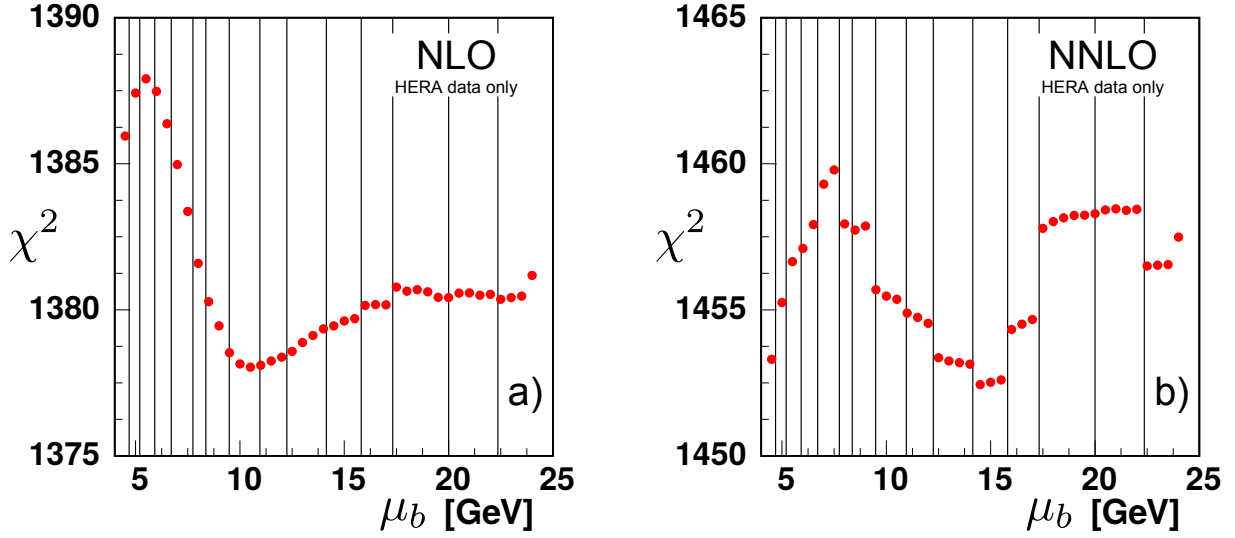 1390
1385
1380
1375
χ²
NLO
HERA data only
a)
5
10
15
20
25
μ_b [GeV]
1465
1460
1455
1450
χ²
NNLO
HERA data only
b)
5
10
15
20
25
μ_b [GeV]